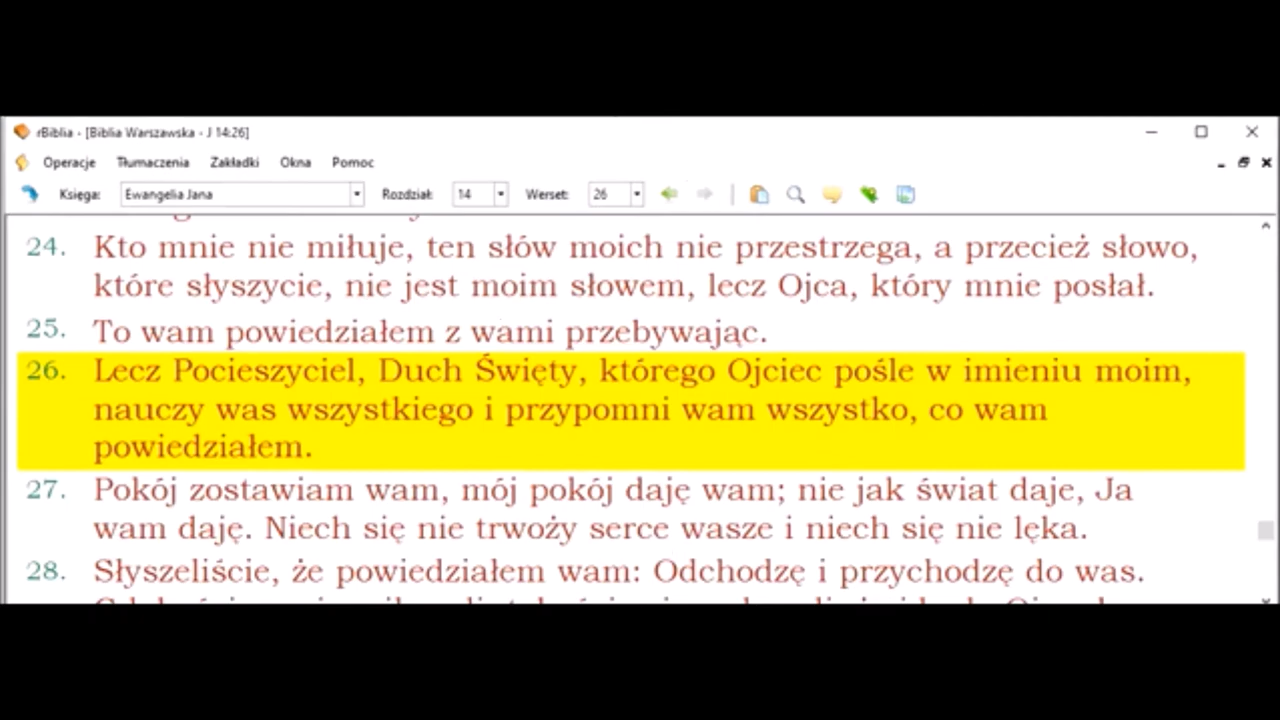 rBiblia - [Biblia Warszawska - J 14:26]
Operacje Tłumaczenia Zakładki Okna Pomoc
Księga: Ewangelia Jana Rozdział: 14 Werset: 26
24. Kto mnie nie miłuje, ten słów moich nie przestrzega, a przecież słowo,
które słyszycie, nie jest moim słowem, lecz Ojca, który mnie posłał.
25. To wam powiedziałem z wami przebywając.
26. Lecz Pocieszyciel, Duch Święty, którego Ojciec pośle w imieniu moim,
nauczy was wszystkiego i przypomni wam wszystko, co wam
powiedziałem.
27. Pokój zostawiam wam, mój pokój daję wam; nie jak świat daje, Ja
wam daję. Niech się nie trwoży serce wasze i niech się nie lęka.
28. Słyszeliście, że powiedziałem wam: Odchodzę i przychodzę do was.